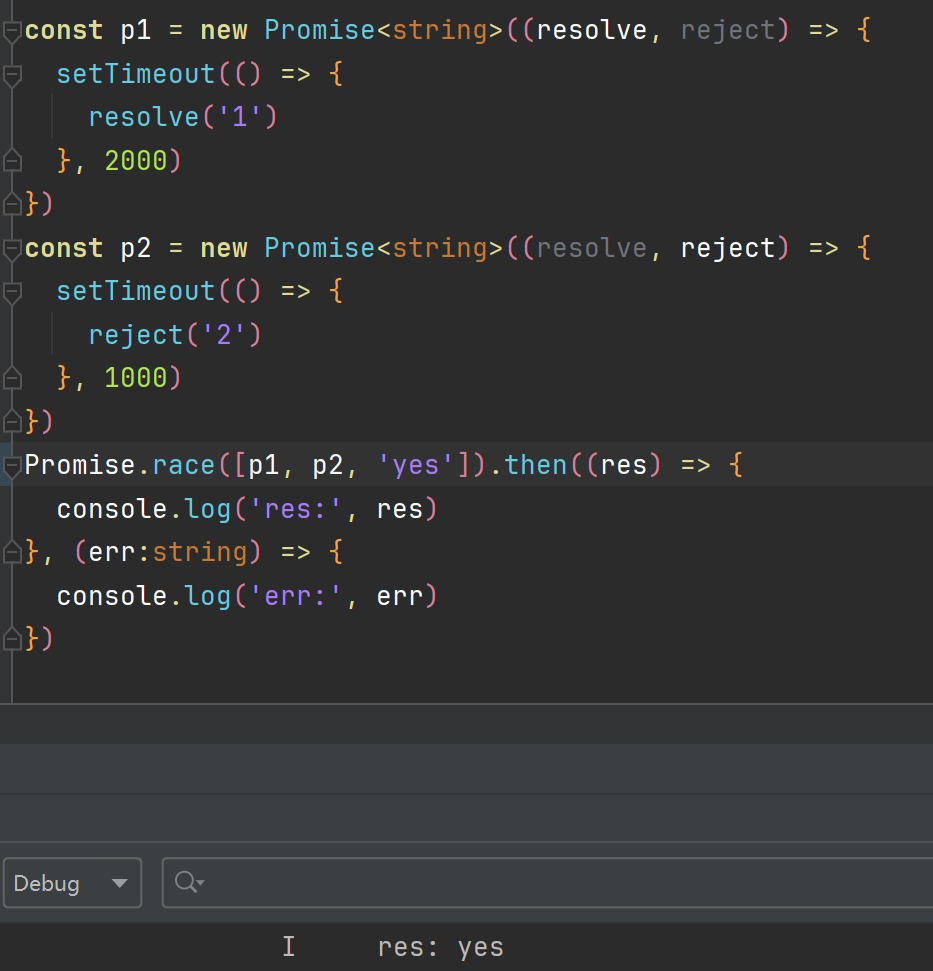 const p1 = new Promise<string>((resolve, reject) => {
  setTimeout(() => {
    resolve('1')
  }, 2000)
})
const p2 = new Promise<string>((resolve, reject) => {
  setTimeout(() => {
    reject('2')
  }, 1000)
})
Promise.race([p1, p2, 'yes']).then((res) => {
  console.log('res:', res)
}, (err:string) => {
  console.log('err:', err)
})
Debug
I res: yes